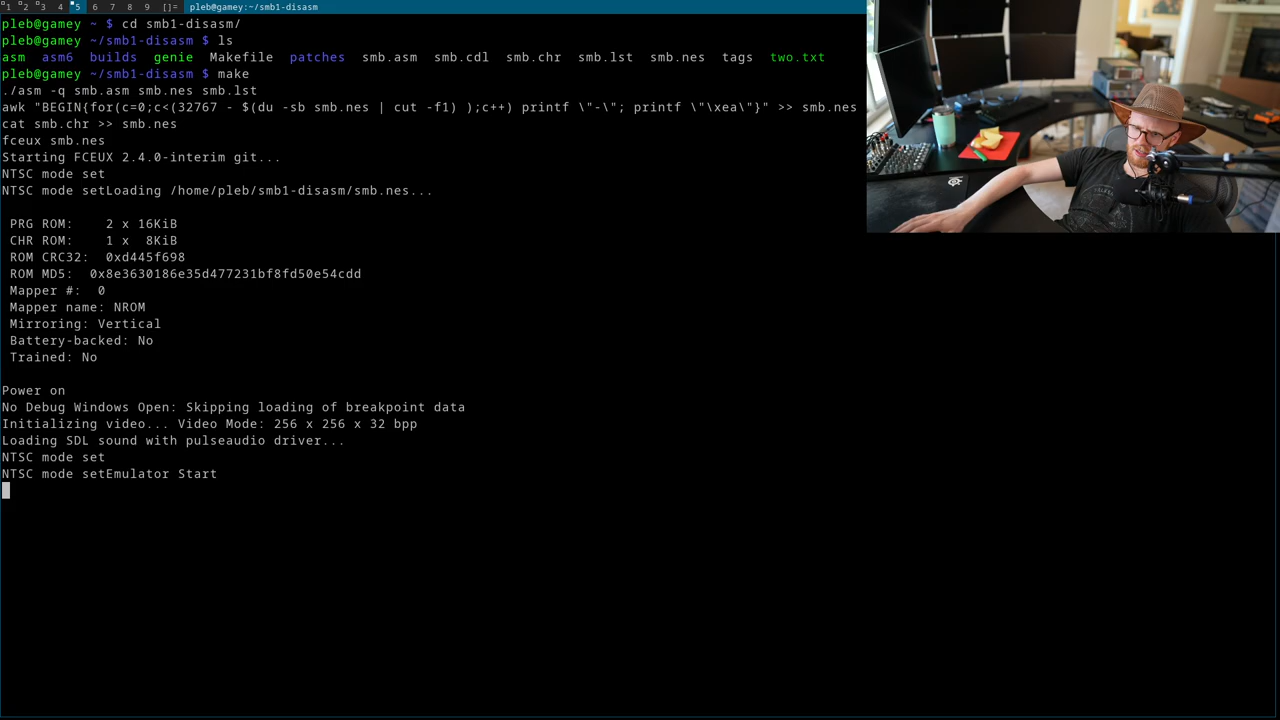 1 2 3 4 5 6 7 8 9 []= pleb@gamey:~/smb1-disasm
pleb@gamey ~ $ cd smb1-disasm/
pleb@gamey ~/smb1-disasm $ ls
asm asm6 builds genie Makefile patches smb.asm smb.cdl smb.chr smb.lst smb.nes tags two.txt
pleb@gamey ~/smb1-disasm $ make
./asm -q smb.asm smb.nes smb.lst
awk "BEGIN{for(c=0;c<(32767 - $(du -sb smb.nes | cut -f1) );c++) printf \"-\"; printf \"\xea\"}" >> smb.nes
cat smb.chr >> smb.nes
fceux smb.nes
Starting FCEUX 2.4.0-interim git...
NTSC mode set
NTSC mode setLoading /home/pleb/smb1-disasm/smb.nes...
PRG ROM: 2 x 16KiB
CHR ROM: 1 x 8KiB
ROM CRC32: 0xd445f698
ROM MD5: 0x8e3630186e35d477231bf8fd50e54cdd
Mapper #: 0
Mapper name: NROM
Mirroring: Vertical
Battery-backed: No
Trained: No
Power on
No Debug Windows Open: Skipping loading of breakpoint data
Initializing video... Video Mode: 256 x 256 x 32 bpp
Loading SDL sound with pulseaudio driver...
NTSC mode set
NTSC mode setEmulator Start